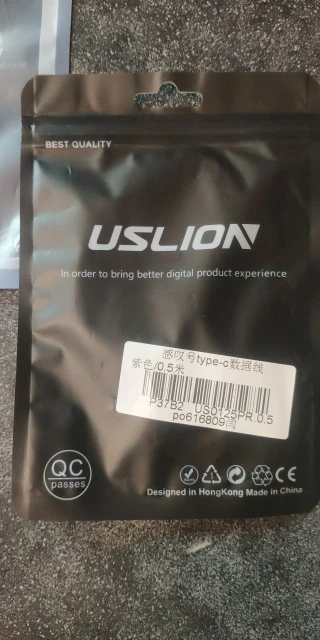 BEST QUALITY
USLION
In order to bring better digital product experience
感叹号type-c数据线
紫色/0.5米
P37B2 US0125PR.0.5
po616809
QC
passes
CE
Designed in HongKong Made in China